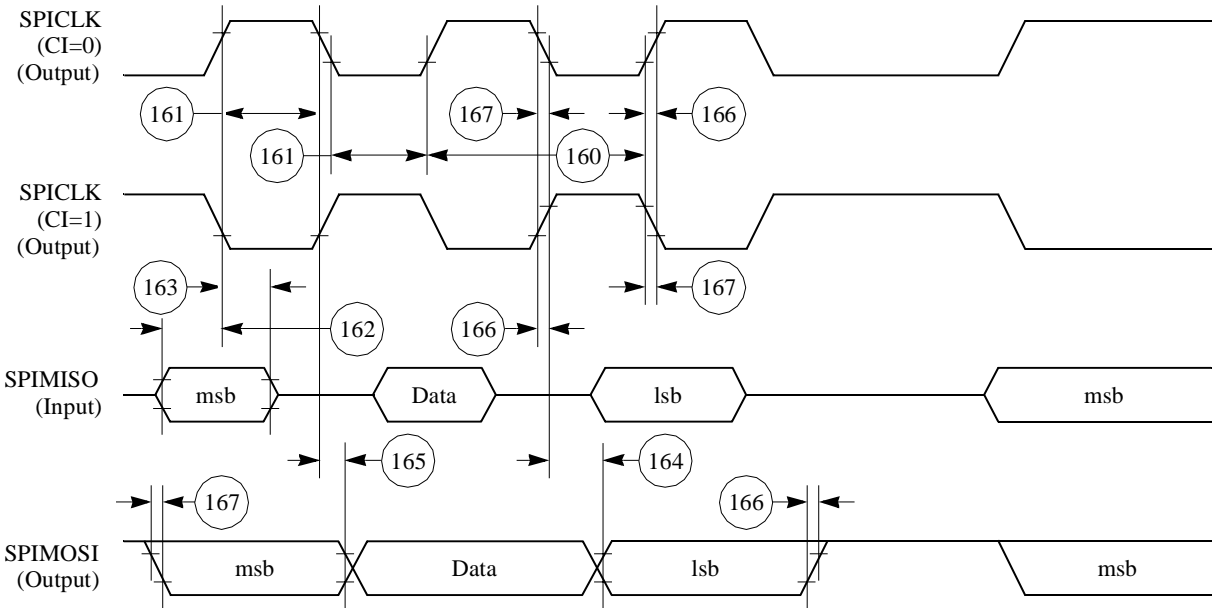 SPICLK
(CI=0)
(Output)
161
167
166
161
160
SPICLK
(CI=1)
(Output)
163
167
162
166
SPIMISO
(Input)
msb
Data
lsb
msb
165
164
167
166
SPIMOSI
(Output)
msb
Data
lsb
msb